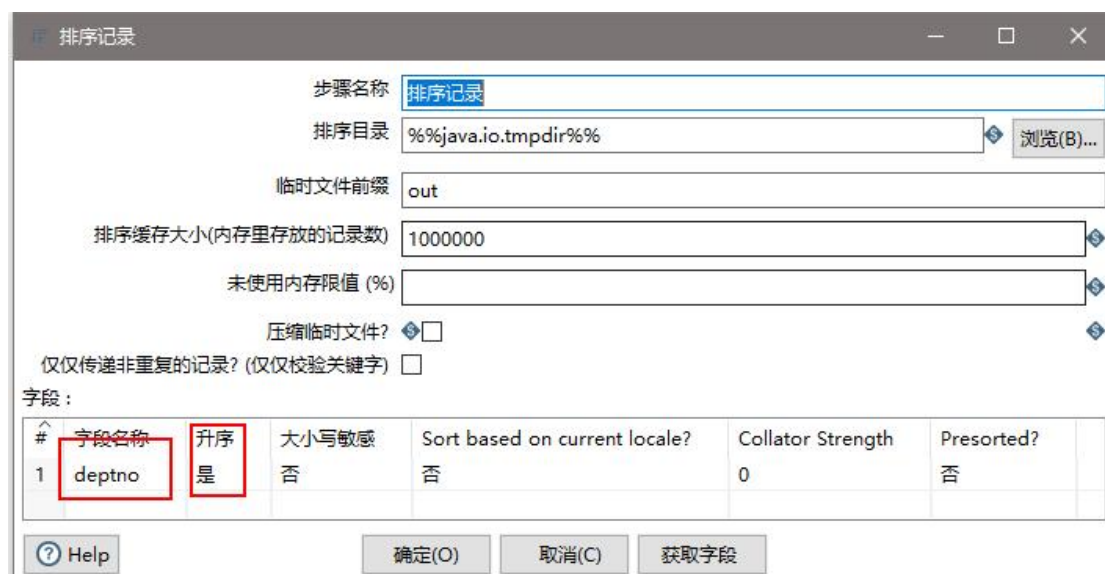 排序记录
步骤名称 排序记录
排序目录 %%java.io.tmpdir%% 浏览(B)...
临时文件前缀 out
排序缓存大小(内存里存放的记录数) 1000000
未使用内存限值 (%)
压缩临时文件?
仅仅传递非重复的记录? (仅仅校验关键字)
字段 :
# 字段名称 升序 大小写敏感 Sort based on current locale? Collator Strength Presorted?
1 deptno 是 否 否 0 否
Help 确定(O) 取消(C) 获取字段